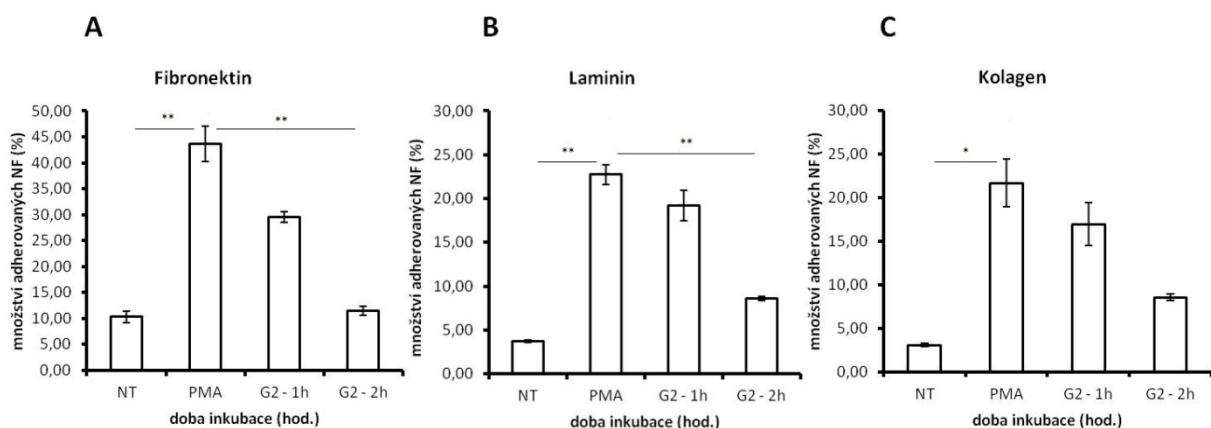 A
Fibronektin
množství adherovaných NF (%)
50,00
45,00
40,00
35,00
30,00
25,00
20,00
15,00
10,00
5,00
0,00
**
**
NT PMA G2 - 1h G2 - 2h
doba inkubace (hod.)
B
Laminin
množství adherovaných NF (%)
30,00
25,00
20,00
15,00
10,00
5,00
0,00
**
**
NT PMA G2 - 1h G2 - 2h
doba inkubace (hod.)
C
Kolagen
množství adherovaných NF (%)
30,00
25,00
20,00
15,00
10,00
5,00
0,00
*
NT PMA G2 - 1h G2 - 2h
doba inkubace (hod.)